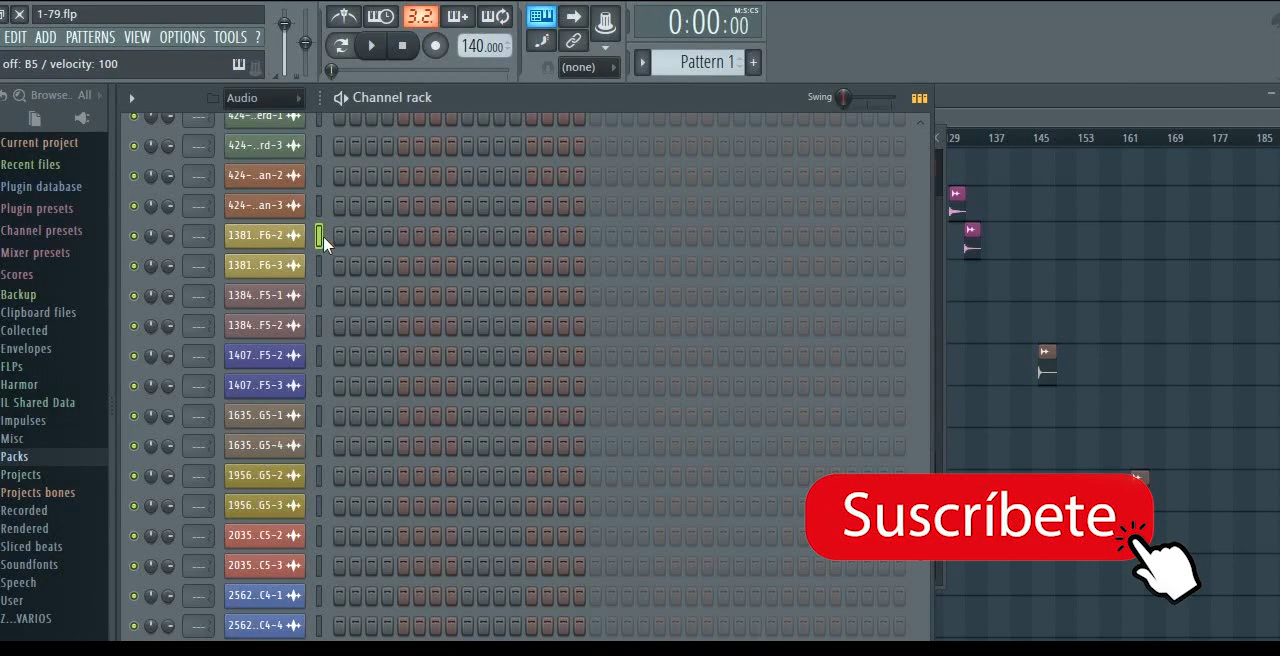 1-79.flp
EDIT ADD PATTERNS VIEW OPTIONS TOOLS ?
off: B5 / velocity: 100
3.2.
140.000
(none)
M:S:CS
0:00:00
Pattern 1
+
Browse.. All
Audio
Channel rack
Swing
Current project
Recent files
Plugin database
Plugin presets
Channel presets
Mixer presets
Scores
Backup
Clipboard files
Collected
Envelopes
FLPs
Harmor
IL Shared Data
Impulses
Misc
Packs
Projects
Projects bones
Recorded
Rendered
Sliced beats
Soundfonts
Speech
User
Z...VARIOS
424-..erd-1
424-..rd-3
424-..an-2
424-..an-3
1381..F6-2
1381..F6-3
1384..F5-1
1384..F5-2
1407..F5-2
1407..F5-3
1635..G5-1
1635..G5-4
1956..G5-2
1956..G5-3
2035..C5-2
2035..C5-3
2562..C4-1
2562..C4-4
29 137 145 153 161 169 177 185
Suscríbete